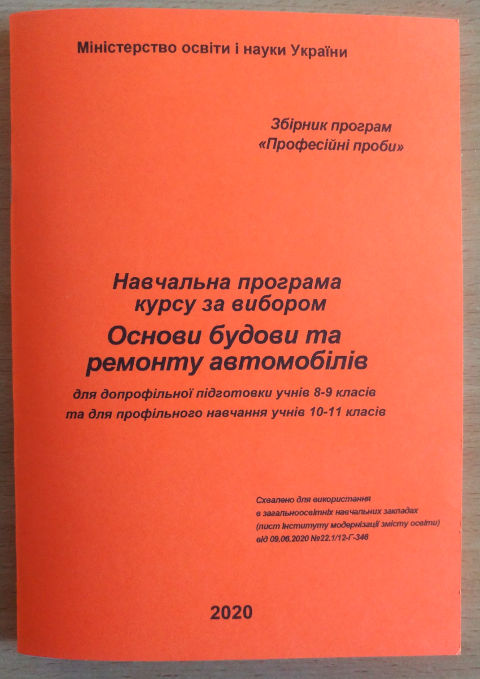 Міністерство освіти і науки України
Збірник програм
«Професійні проби»
Навчальна програма
курсу за вибором
Основи будови та
ремонту автомобілів
для допрофільної підготовки учнів 8-9 класів
та для профільного навчання учнів 10-11 класів
Схвалено для використання
в загальноосвітніх навчальних закладах
(лист Інституту модернізації змісту освіти)
від 09.06.2020 №22.1/12-Г-346
2020